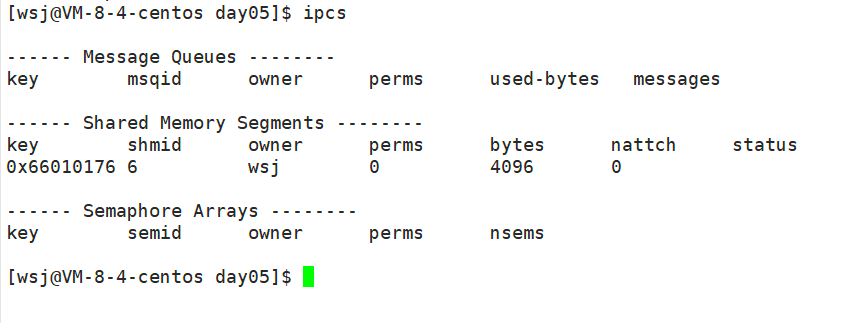 [wsj@VM-8-4-centos day05]$ ipcs
------ Message Queues --------
key        msqid      owner      perms      used-bytes   messages
------ Shared Memory Segments --------
key        shmid      owner      perms      bytes      nattch     status
0x66010176 6          wsj        0          4096       0
------ Semaphore Arrays --------
key        semid      owner      perms      nsems
[wsj@VM-8-4-centos day05]$